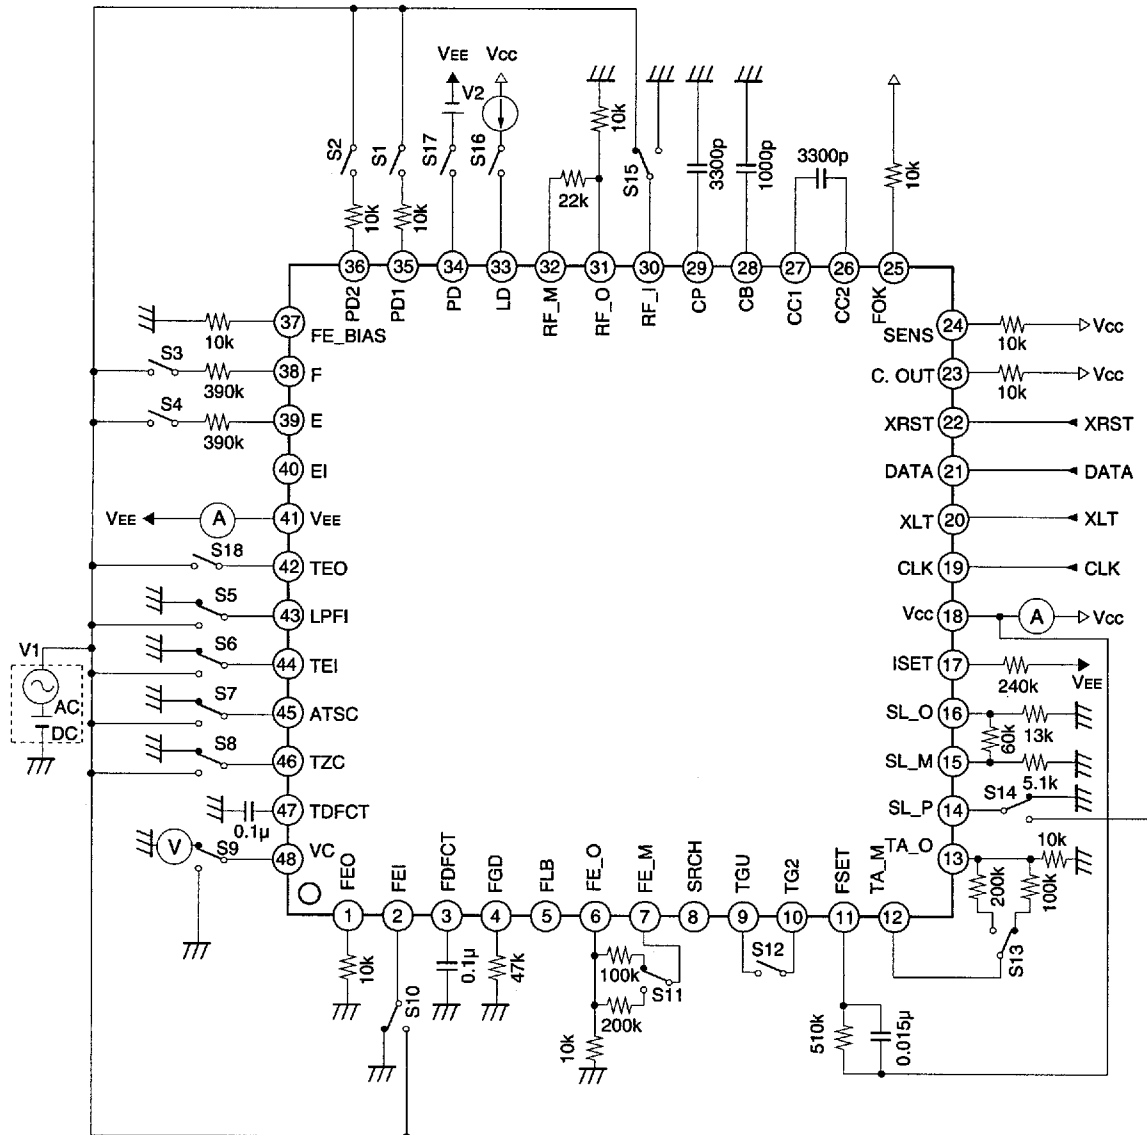 VEE
VCC
V2
S2
S1
S17
S16
10k
10k
22k
10k
S15
3300p
1000p
3300p
10k
36
35
34
33
32
31
30
29
28
27
26
25
PD2
PD1
PD
LD
RF_M
RF_O
RF_I
CP
CB
CC1
CC2
FOK
10k
37
FE_BIAS
S3
390k
38
F
S4
390k
39
E
40
EI
VEE
A
41
VEE
S18
42
TEO
S5
43
LPFI
V1
AC
DC
S6
44
TEI
S7
45
ATSC
S8
46
TZC
0.1µ
47
TDFCT
V
S9
48
VC
24
SENS
10k
Vcc
23
C. OUT
10k
Vcc
22
XRST
XRST
21
DATA
DATA
20
XLT
XLT
19
CLK
CLK
18
Vcc
A
Vcc
17
ISET
240k
VEE
16
SL_O
13k
60k
15
SL_M
5.1k
14
SL_P
S14
13
TA_O
10k
200k
100k
S13
FEO
FEI
FDFCT
FGD
FLB
FE_O
FE_M
SRCH
TGU
TG2
FSET
TA_M
1
2
3
4
5
6
7
8
9
10
11
12
10k
S10
0.1µ
47k
100k
S11
200k
10k
S12
510k
0.015µ